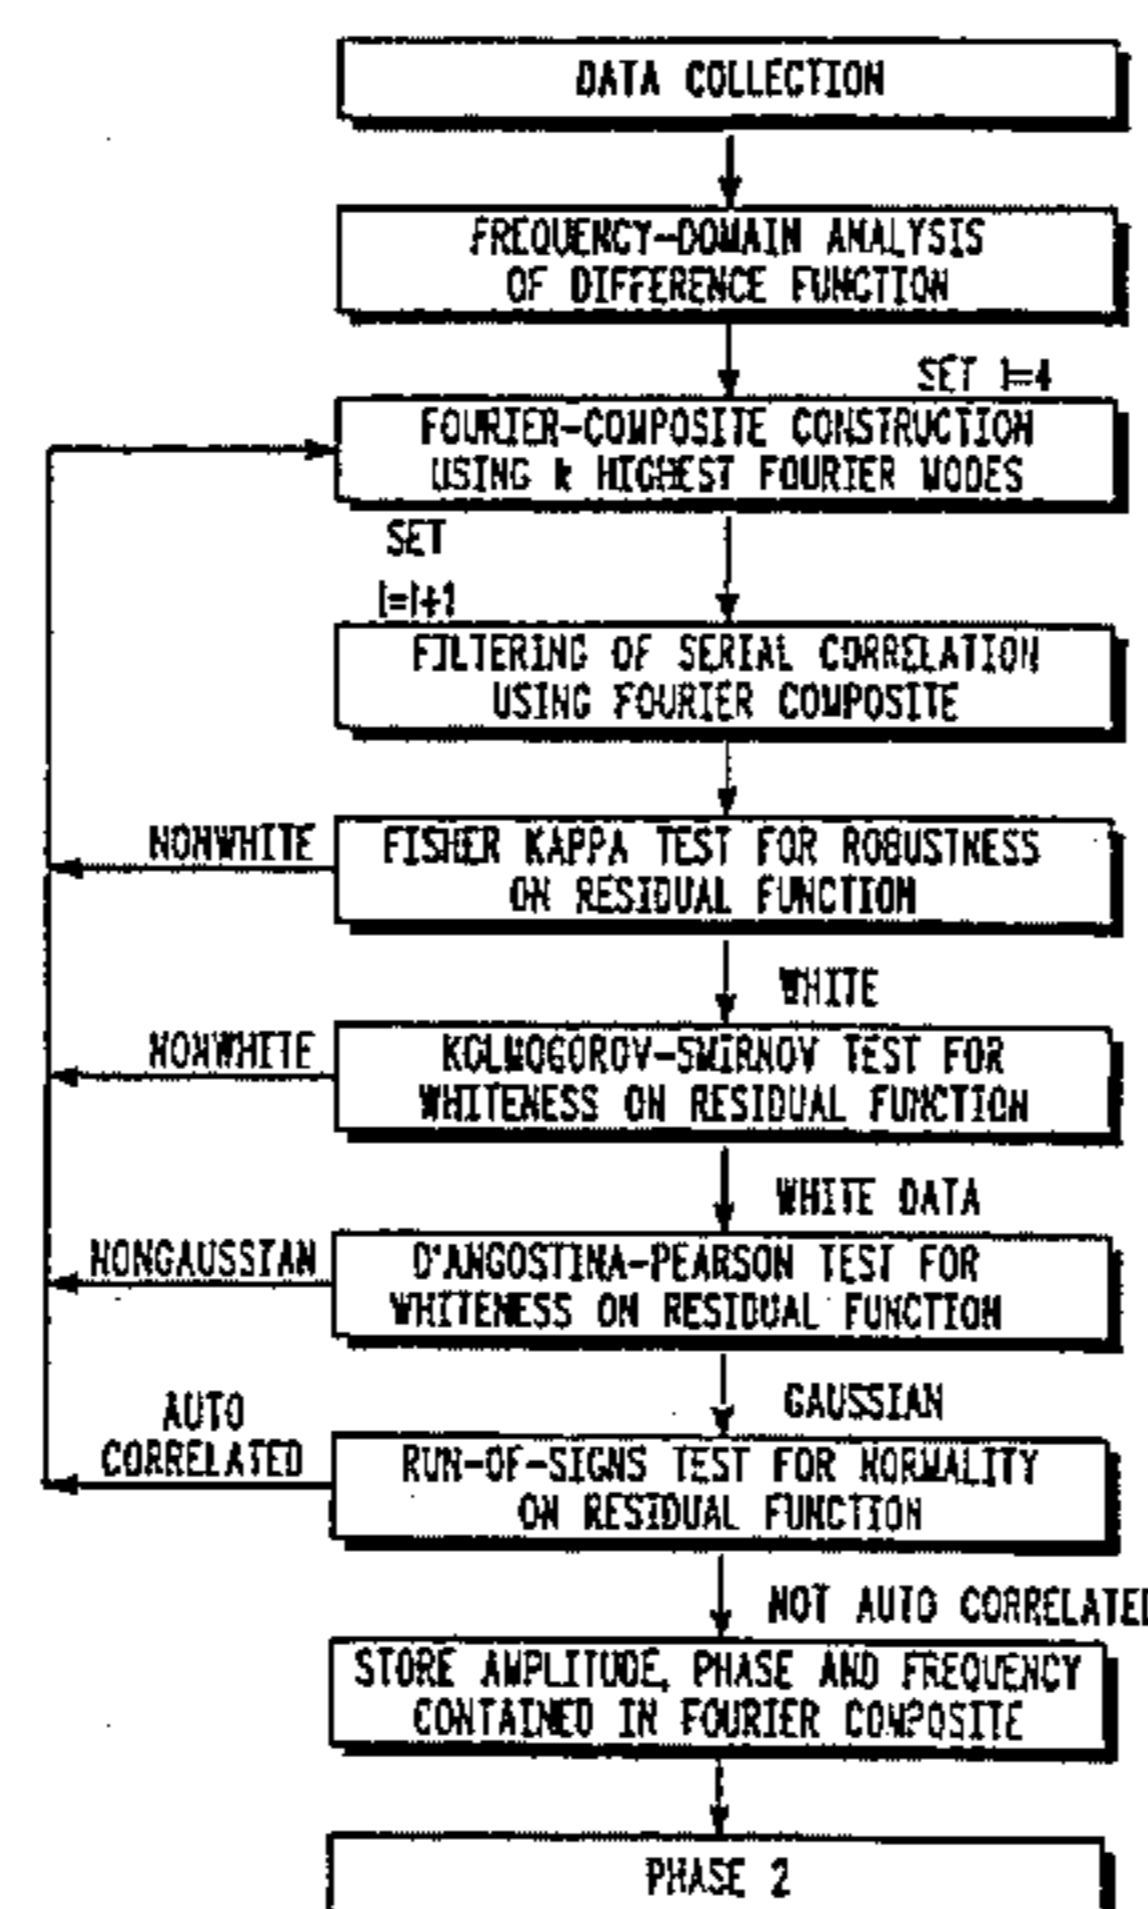 DATA COLLECTION
FREQUENCY-DOMAIN ANALYSIS
OF DIFFERENCE FUNCTION
SET I=4
FOURIER-COMPOSITE CONSTRUCTION
USING k HIGHEST FOURIER MODES
SET
I=I+1
FILTERING OF SERIAL CORRELATION
USING FOURIER COMPOSITE
NONWHITE
FISHER KAPPA TEST FOR ROBUSTNESS
ON RESIDUAL FUNCTION
WHITE
NONWHITE
KOLMOGOROV-SMIRNOV TEST FOR
WHITENESS ON RESIDUAL FUNCTION
WHITE DATA
NONGAUSSIAN
D'ANGOSTINA-PEARSON TEST FOR
WHITENESS ON RESIDUAL FUNCTION
GAUSSIAN
AUTO
CORRELATED
RUN-OF-SIGNS TEST FOR NORMALITY
ON RESIDUAL FUNCTION
NOT AUTO CORRELATED
STORE AMPLITUDE, PHASE AND FREQUENCY
CONTAINED IN FOURIER COMPOSITE
PHASE 2